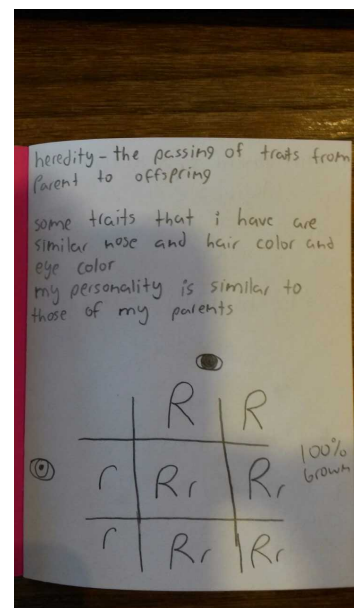 heredity - the passing of traits from
Parent to offspring
some traits that i have are
similar nose and hair color and
eye color
my personality is similar to
those of my parents
R R
r Rr Rr 100%
brown
r Rr Rr